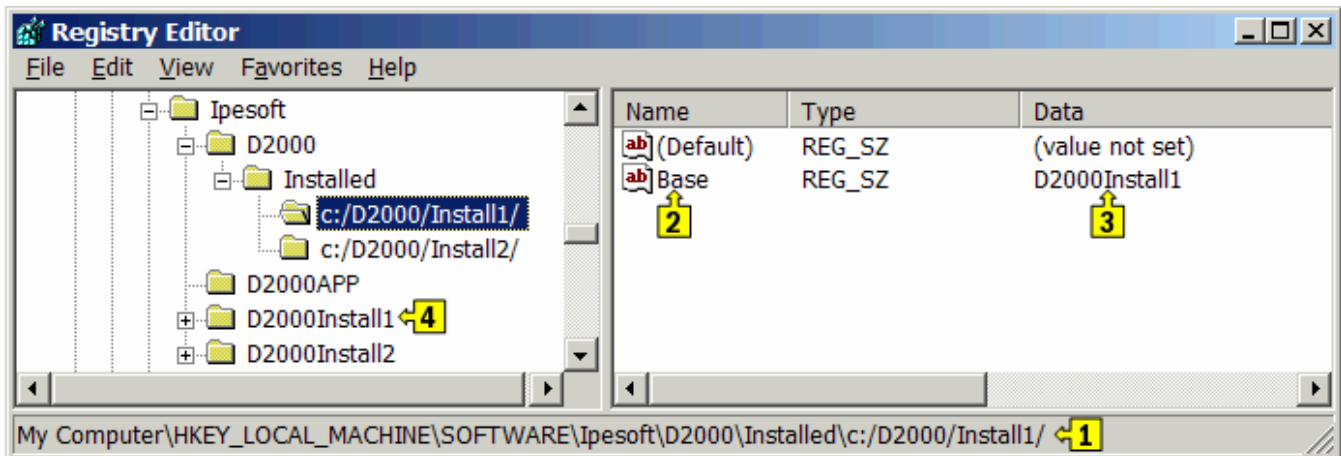 Registry Editor
File Edit View Favorites Help
Ipesoft
D2000
Installed
c:/D2000/Install1/
c:/D2000/Install2/
D2000APP
D2000Install1 4
D2000Install2
Name Type Data
ab (Default) REG_SZ (value not set)
ab Base REG_SZ D2000Install1
2 3
My Computer\HKEY_LOCAL_MACHINE\SOFTWARE\Ipesoft\D2000\Installed\c:/D2000/Install1/ 1